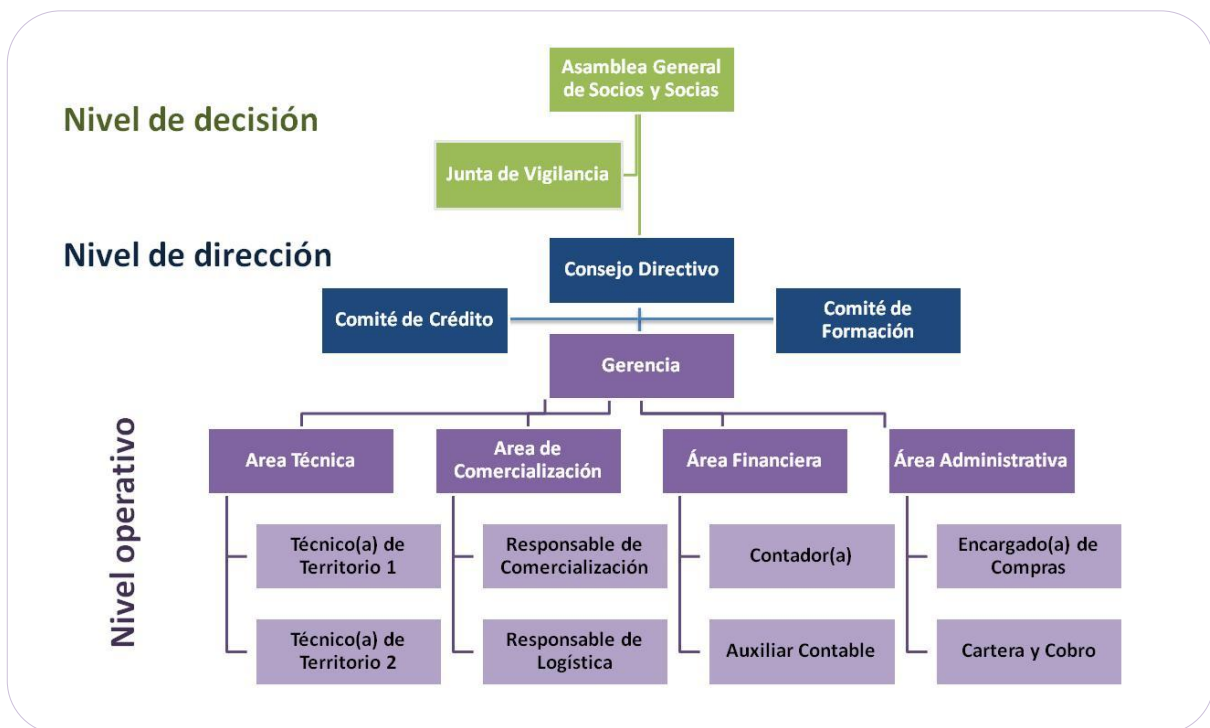 Asamblea General
de Socios y Socias
Nivel de decisión
Junta de Vigilancia
Nivel de dirección
Consejo Directivo
Comité de Crédito
Comité de
Formación
Gerencia
Nivel operativo
Area Técnica
Area de
Comercialización
Área Financiera
Área Administrativa
Técnico(a) de
Territorio 1
Responsable de
Comercialización
Contador(a)
Encargado(a) de
Compras
Técnico(a) de
Territorio 2
Responsable de
Logística
Auxiliar Contable
Cartera y Cobro